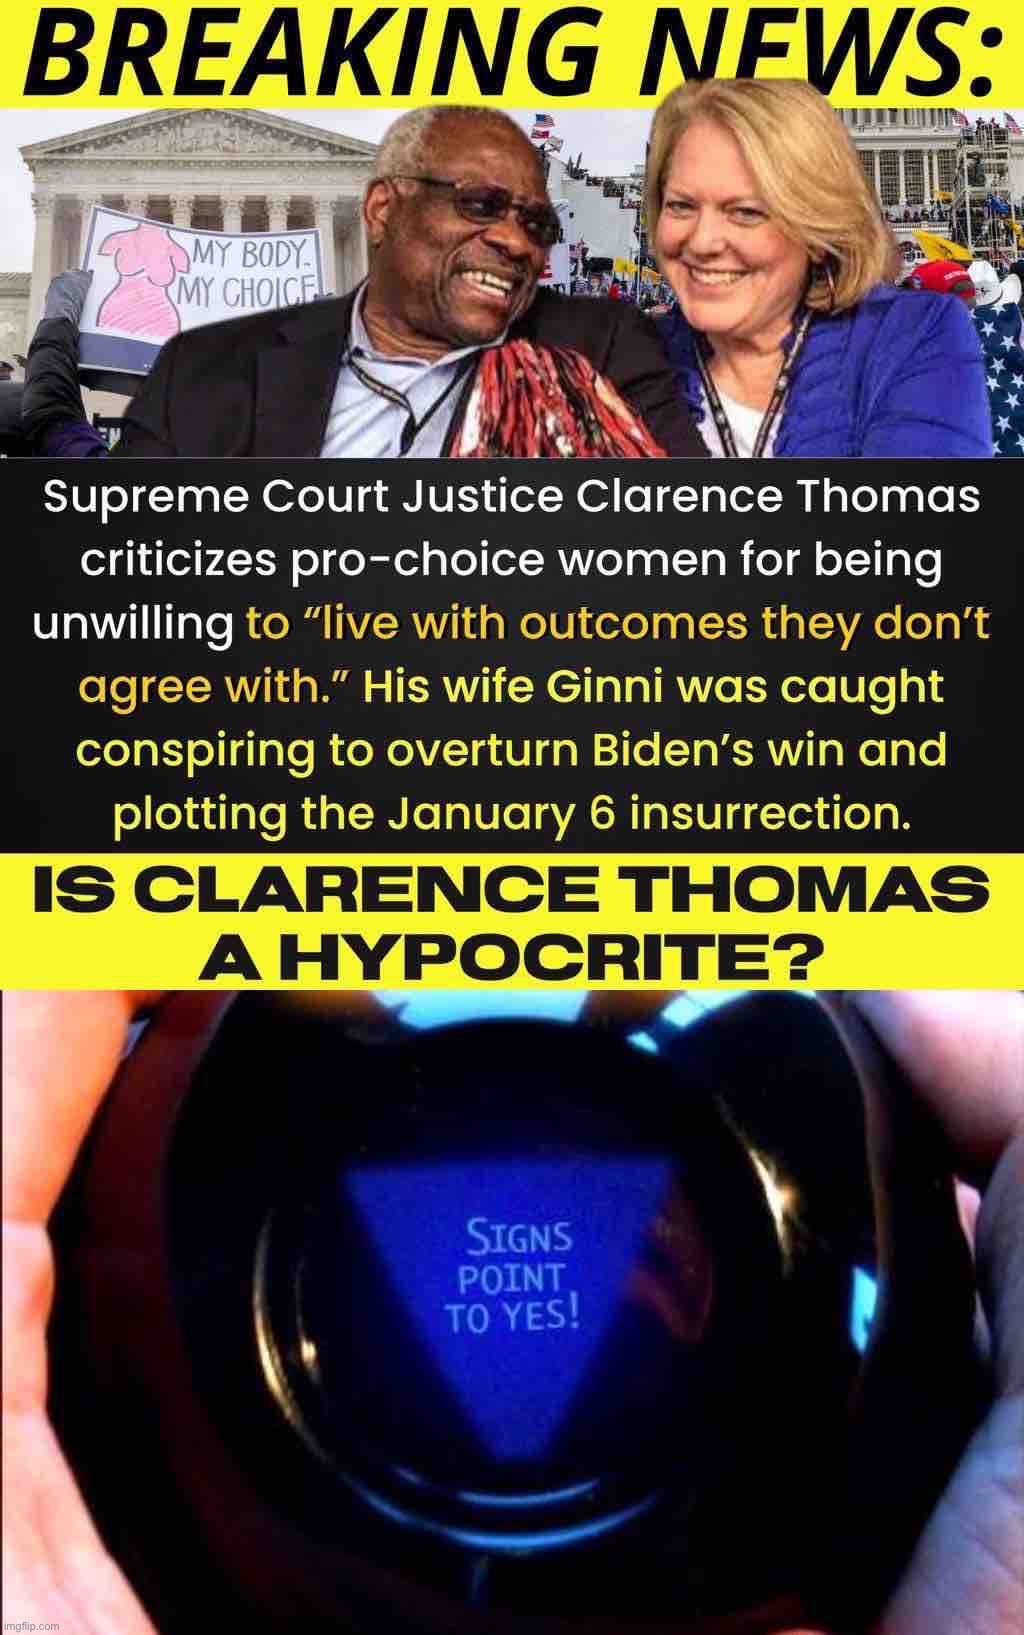 BREAKING NEWS:
MY BODY.
MY CHOICE
Supreme Court Justice Clarence Thomas
criticizes pro-choice women for being
unwilling to “live with outcomes they don’t
agree with.” His wife Ginni was caught
conspiring to overturn Biden’s win and
plotting the January 6 insurrection.
IS CLARENCE THOMAS
A HYPOCRITE?
SIGNS
POINT
TO YES!
imgflip.com